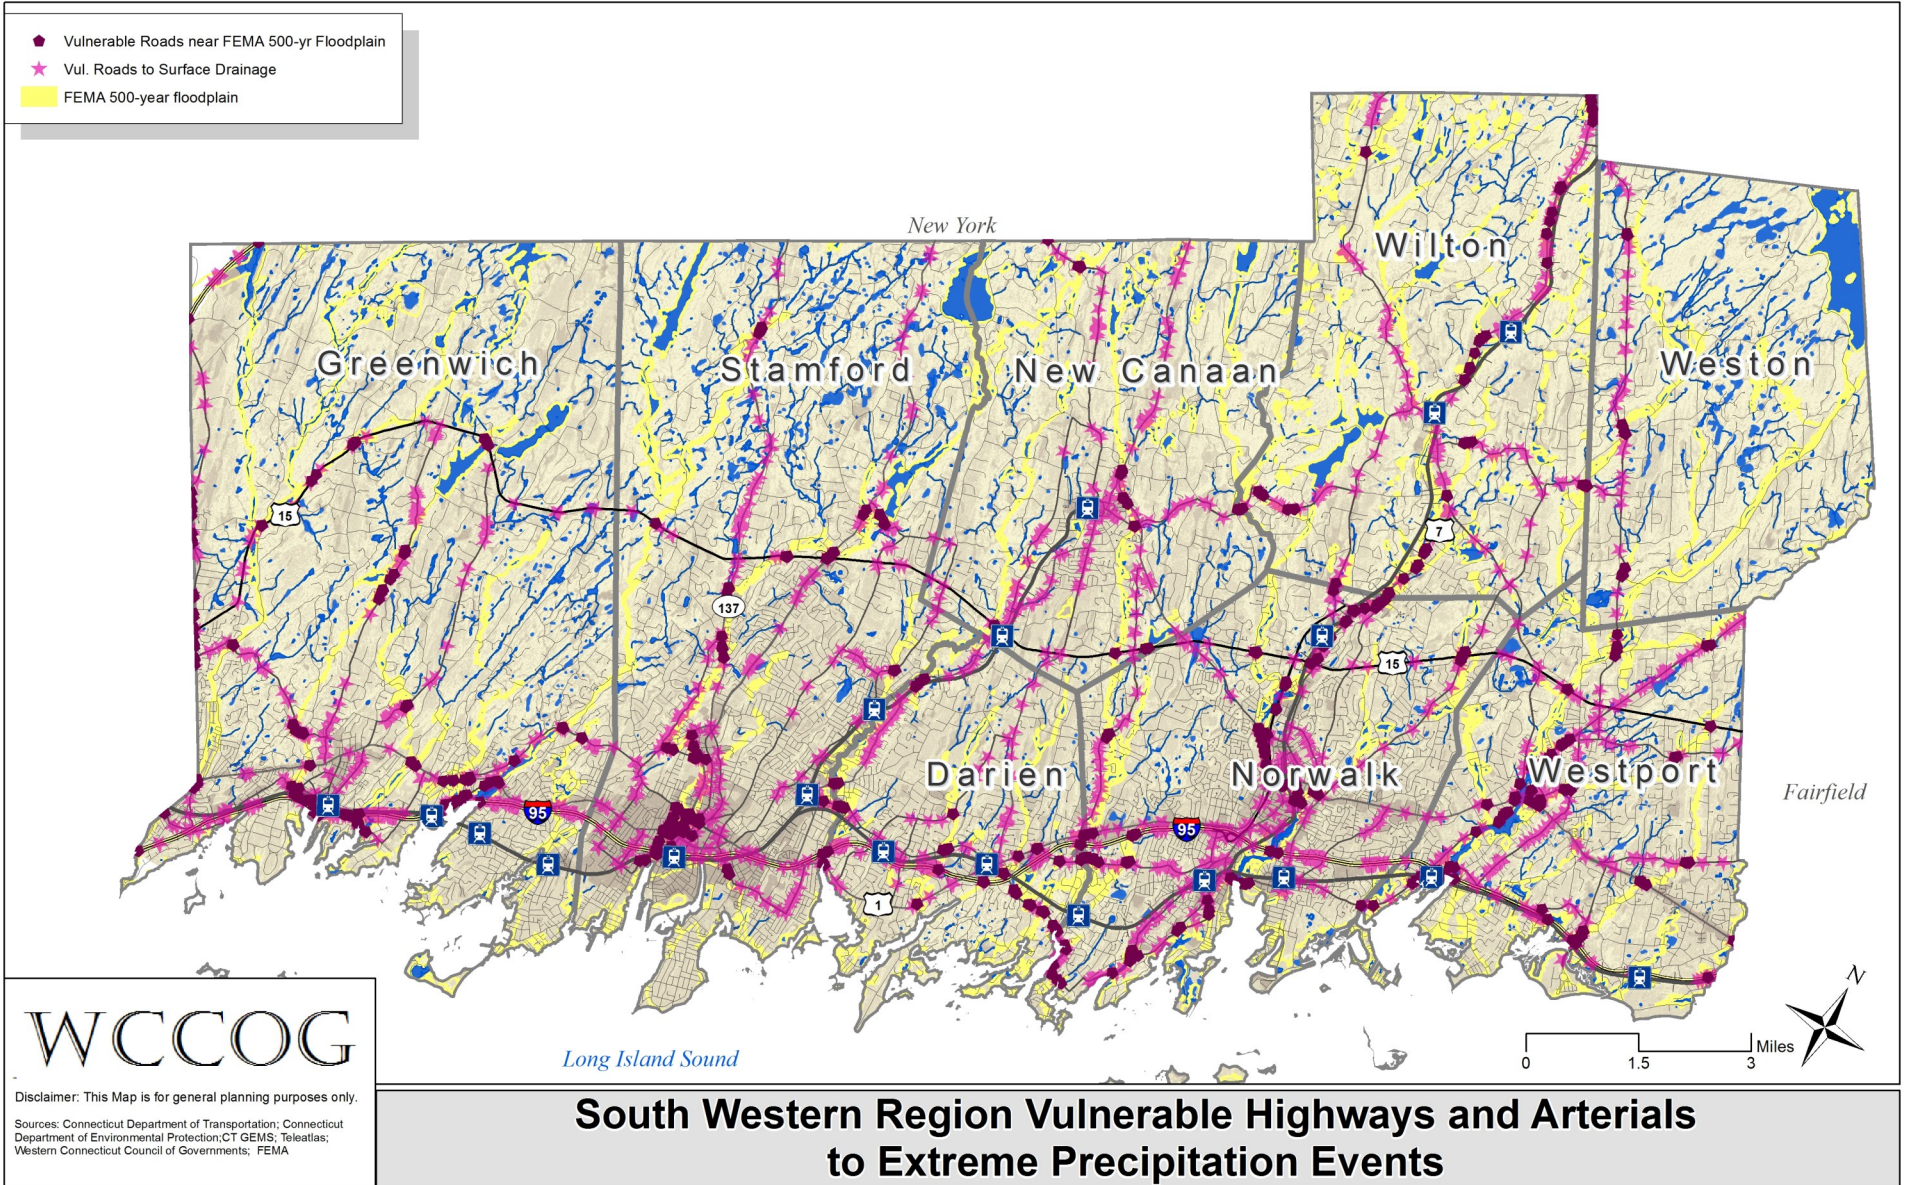 Vulnerable Roads near FEMA 500-yr Floodplain
Vul. Roads to Surface Drainage
FEMA 500-year floodplain
New York
Wilton
Greenwich
Stamford
New Canaan
Weston
15
7
137
15
Darien
Norwalk
Westport
Fairfield
95
95
1
N
Long Island Sound
Miles
0 1.5 3
WCCOG
Disclaimer: This Map is for general planning purposes only.
Sources: Connecticut Department of Transportation; Connecticut
Department of Environmental Protection;CT GEMS; Teleatlas;
Western Connecticut Council of Governments; FEMA
South Western Region Vulnerable Highways and Arterials
to Extreme Precipitation Events